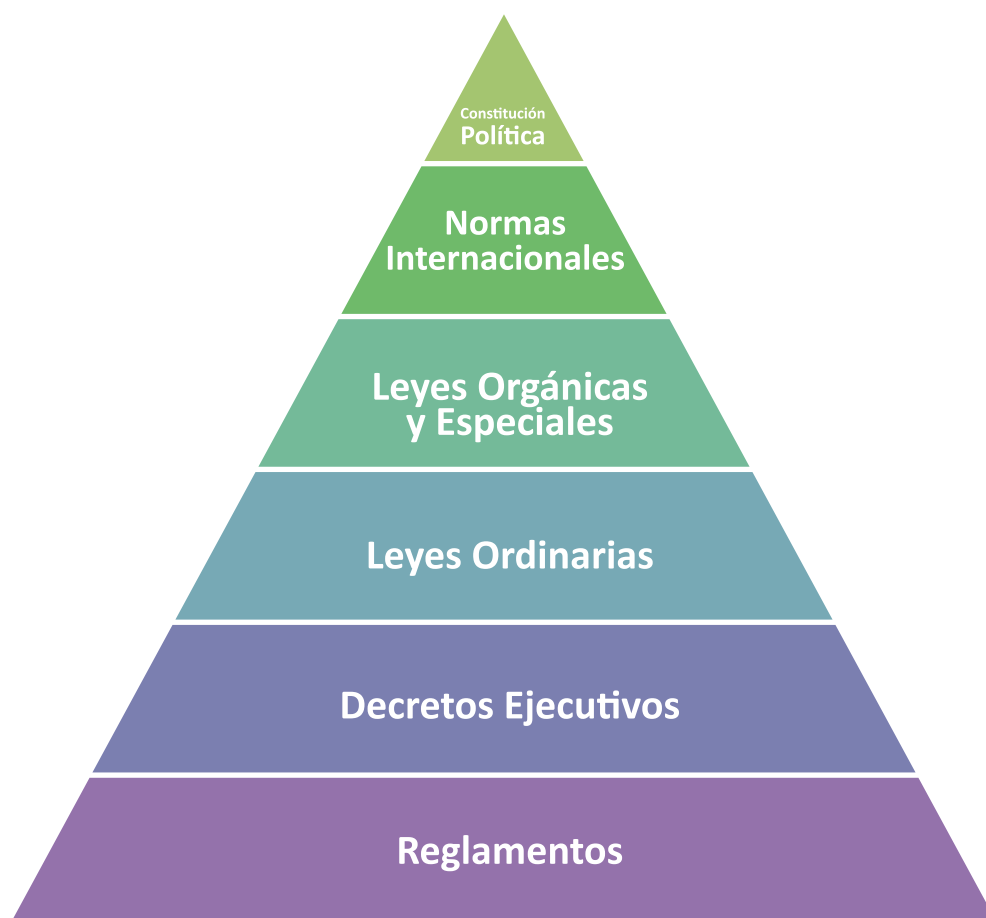 Constitución
Política
Normas
Internacionales
Leyes Orgánicas
y Especiales
Leyes Ordinarias
Decretos Ejecutivos
Reglamentos